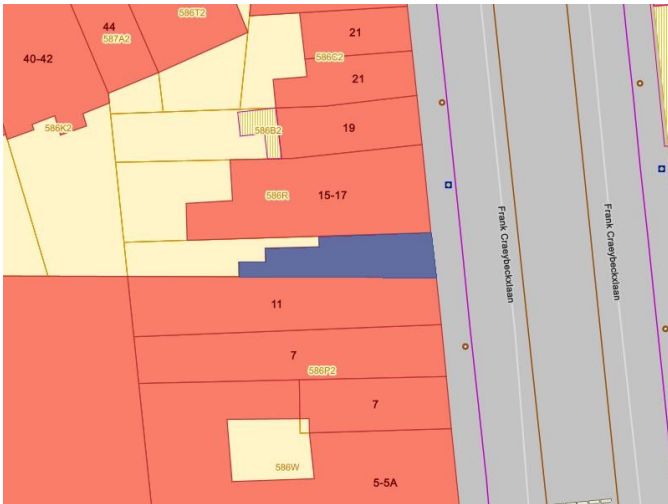 44
586T2
587A2
40-42
21
586C2
21
586K2
586B2
19
586R
15-17
Frank Craeybeckxlaan
Frank Craeybeckxlaan
11
7
586P2
7
586W
5-5A